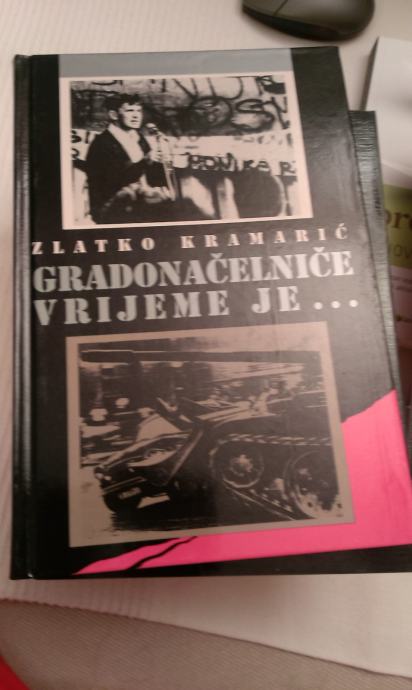 ZLATKO KRAMARIĆ
GRADONAČELNIČE
VRIJEME JE...